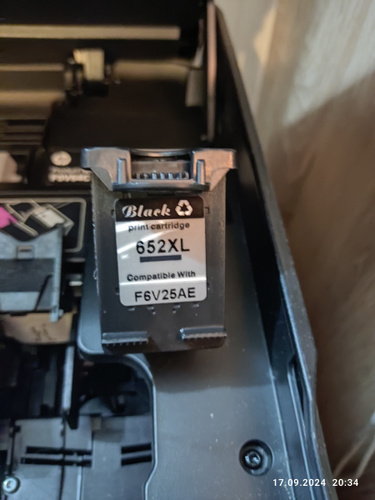 Black
print cartridge
652XL
Compatible With
F6V25AE
17.09.2024 20:34